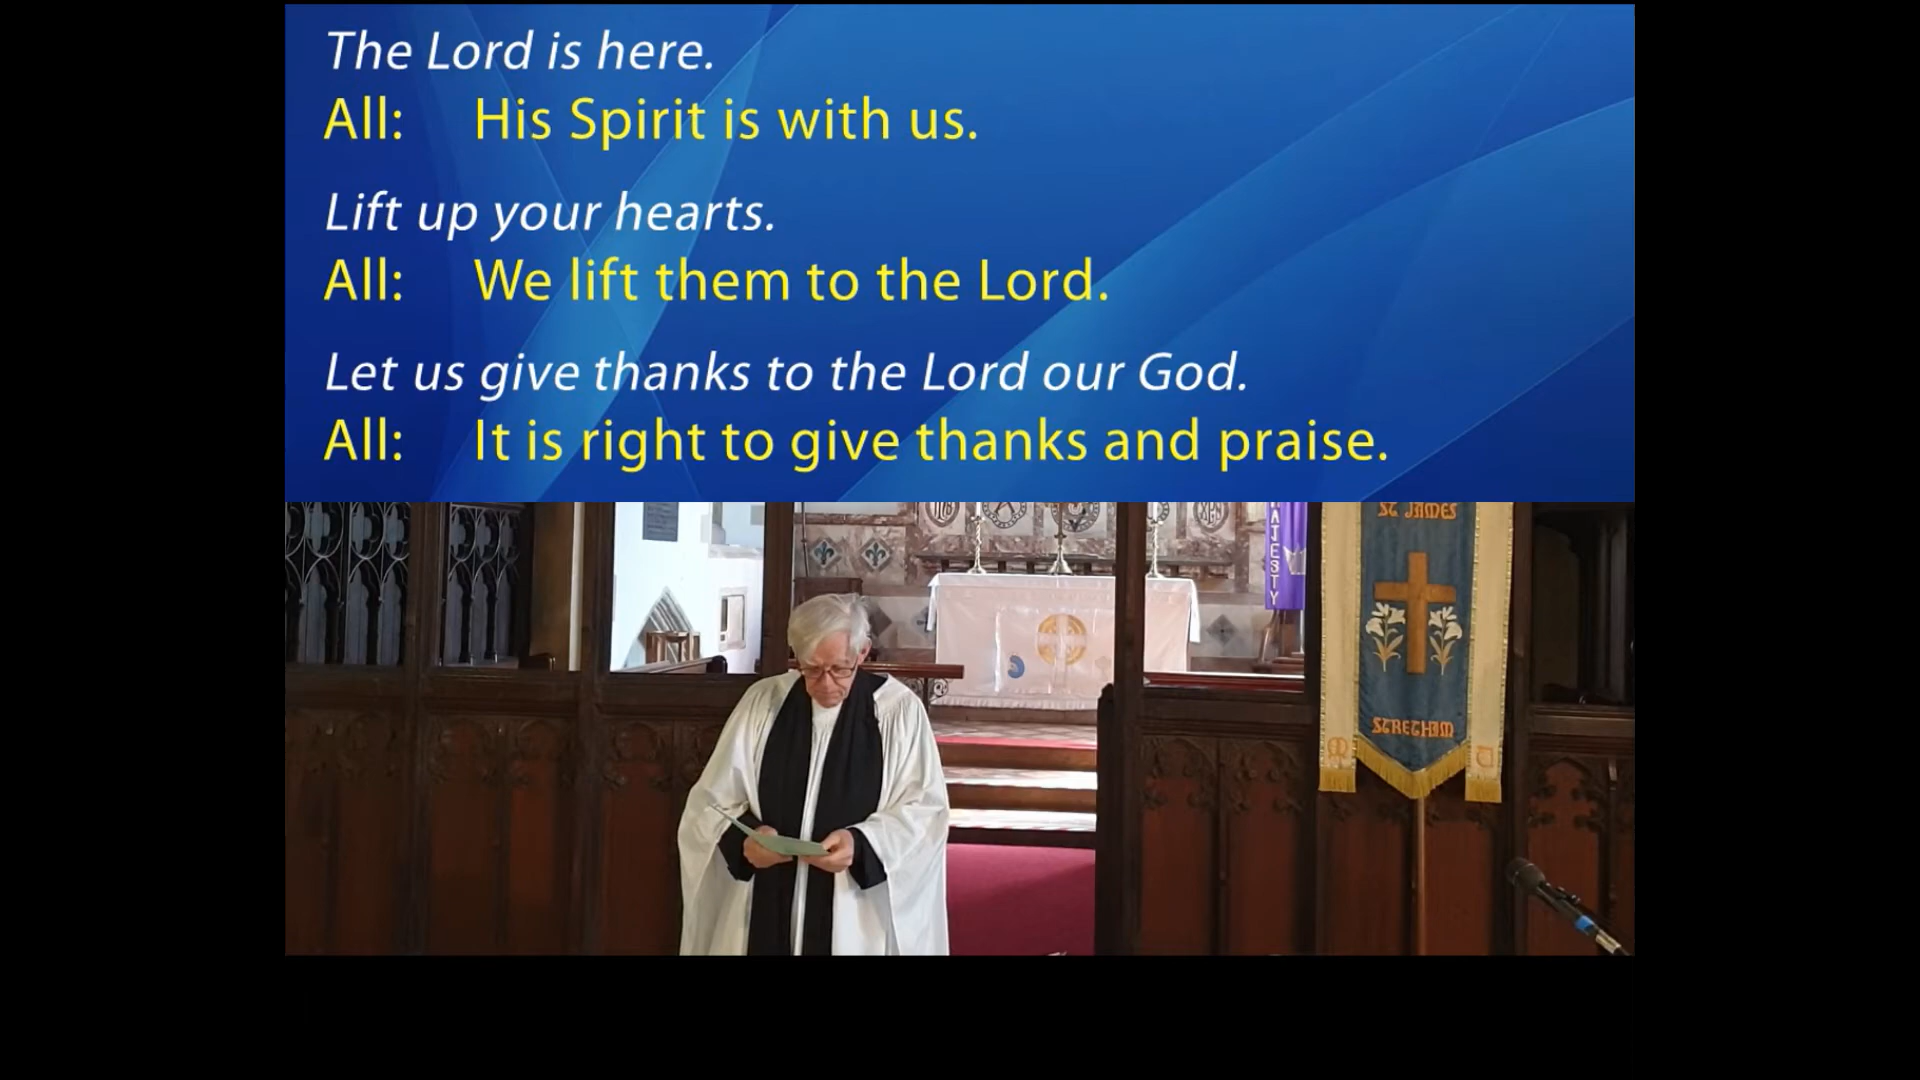 The Lord is here.
All: His Spirit is with us.
Lift up your hearts.
All: We lift them to the Lord.
Let us give thanks to the Lord our God.
All: It is right to give thanks and praise.
ST JAMES
AJESTY
STRETHAM